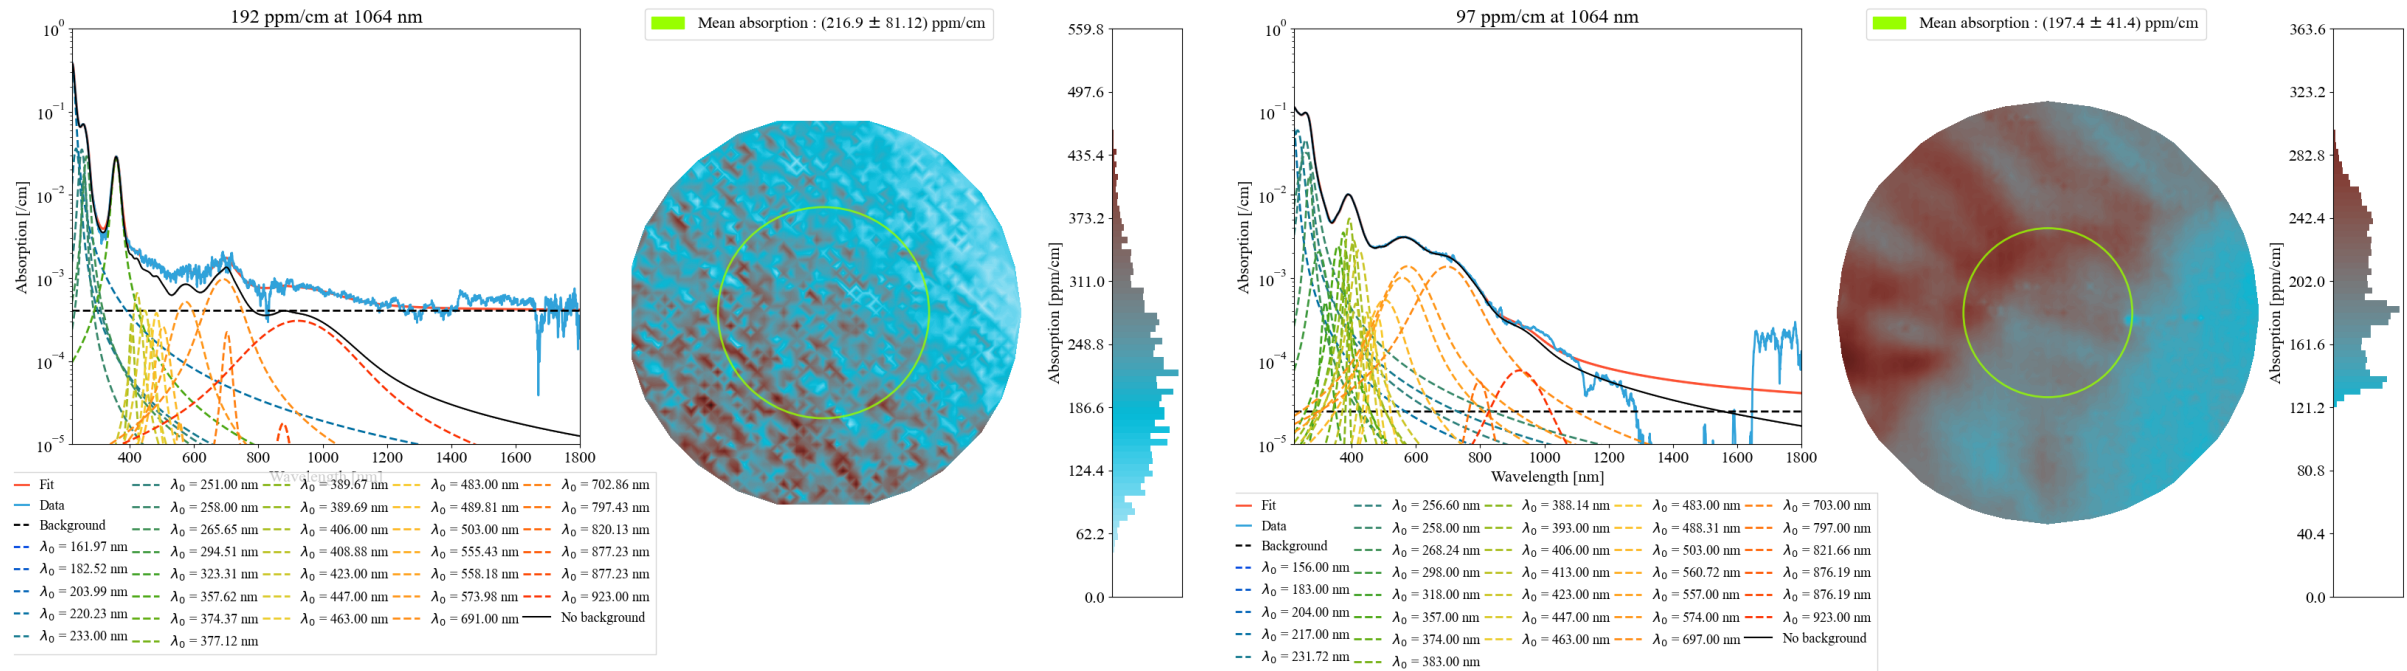 192 ppm/cm at 1064 nm
Mean absorption : (216.9 ± 81.12) ppm/cm
10⁰
10⁻¹
10⁻²
10⁻³
10⁻⁴
10⁻⁵
Absorption [/cm]
400 600 800 1000 1200 1400 1600 1800
Wavelength [nm]
Fit
Data
Background
λ₀ = 161.97 nm
λ₀ = 182.52 nm
λ₀ = 203.99 nm
λ₀ = 220.23 nm
λ₀ = 233.00 nm
λ₀ = 251.00 nm
λ₀ = 258.00 nm
λ₀ = 265.65 nm
λ₀ = 294.51 nm
λ₀ = 323.31 nm
λ₀ = 357.62 nm
λ₀ = 374.37 nm
λ₀ = 377.12 nm
λ₀ = 389.67 nm
λ₀ = 389.69 nm
λ₀ = 406.00 nm
λ₀ = 408.88 nm
λ₀ = 423.00 nm
λ₀ = 447.00 nm
λ₀ = 463.00 nm
λ₀ = 483.00 nm
λ₀ = 489.81 nm
λ₀ = 503.00 nm
λ₀ = 555.43 nm
λ₀ = 558.18 nm
λ₀ = 573.98 nm
λ₀ = 691.00 nm
λ₀ = 702.86 nm
λ₀ = 797.43 nm
λ₀ = 820.13 nm
λ₀ = 877.23 nm
λ₀ = 877.23 nm
λ₀ = 923.00 nm
No background
559.8
497.6
435.4
373.2
311.0
248.8
186.6
124.4
62.2
0.0
Absorption [ppm/cm]
97 ppm/cm at 1064 nm
Mean absorption : (197.4 ± 41.4) ppm/cm
10⁰
10⁻¹
10⁻²
10⁻³
10⁻⁴
10⁻⁵
Absorption [/cm]
400 600 800 1000 1200 1400 1600 1800
Wavelength [nm]
Fit
Data
Background
λ₀ = 156.00 nm
λ₀ = 183.00 nm
λ₀ = 204.00 nm
λ₀ = 217.00 nm
λ₀ = 231.72 nm
λ₀ = 256.60 nm
λ₀ = 258.00 nm
λ₀ = 268.24 nm
λ₀ = 298.00 nm
λ₀ = 318.00 nm
λ₀ = 357.00 nm
λ₀ = 374.00 nm
λ₀ = 383.00 nm
λ₀ = 388.14 nm
λ₀ = 393.00 nm
λ₀ = 406.00 nm
λ₀ = 413.00 nm
λ₀ = 423.00 nm
λ₀ = 447.00 nm
λ₀ = 463.00 nm
λ₀ = 483.00 nm
λ₀ = 488.31 nm
λ₀ = 503.00 nm
λ₀ = 560.72 nm
λ₀ = 557.00 nm
λ₀ = 574.00 nm
λ₀ = 697.00 nm
λ₀ = 703.00 nm
λ₀ = 797.00 nm
λ₀ = 821.66 nm
λ₀ = 876.19 nm
λ₀ = 876.19 nm
λ₀ = 923.00 nm
No background
363.6
323.2
282.8
242.4
202.0
161.6
121.2
80.8
40.4
0.0
Absorption [ppm/cm]